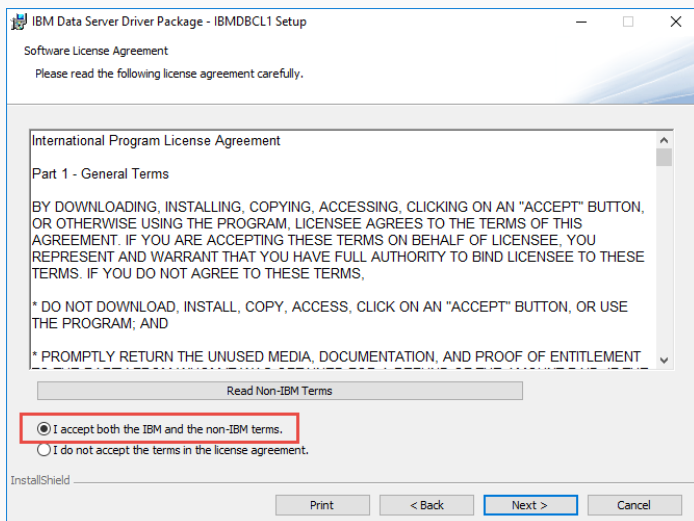 IBM Data Server Driver Package - IBMDBCL1 Setup
Software License Agreement
Please read the following license agreement carefully.
International Program License Agreement
Part 1 - General Terms
BY DOWNLOADING, INSTALLING, COPYING, ACCESSING, CLICKING ON AN "ACCEPT" BUTTON,
OR OTHERWISE USING THE PROGRAM, LICENSEE AGREES TO THE TERMS OF THIS
AGREEMENT. IF YOU ARE ACCEPTING THESE TERMS ON BEHALF OF LICENSEE, YOU
REPRESENT AND WARRANT THAT YOU HAVE FULL AUTHORITY TO BIND LICENSEE TO THESE
TERMS. IF YOU DO NOT AGREE TO THESE TERMS,
* DO NOT DOWNLOAD, INSTALL, COPY, ACCESS, CLICK ON AN "ACCEPT" BUTTON, OR USE
THE PROGRAM; AND
* PROMPTLY RETURN THE UNUSED MEDIA, DOCUMENTATION, AND PROOF OF ENTITLEMENT
Read Non-IBM Terms
I accept both the IBM and the non-IBM terms.
I do not accept the terms in the license agreement.
InstallShield
Print
< Back
Next >
Cancel